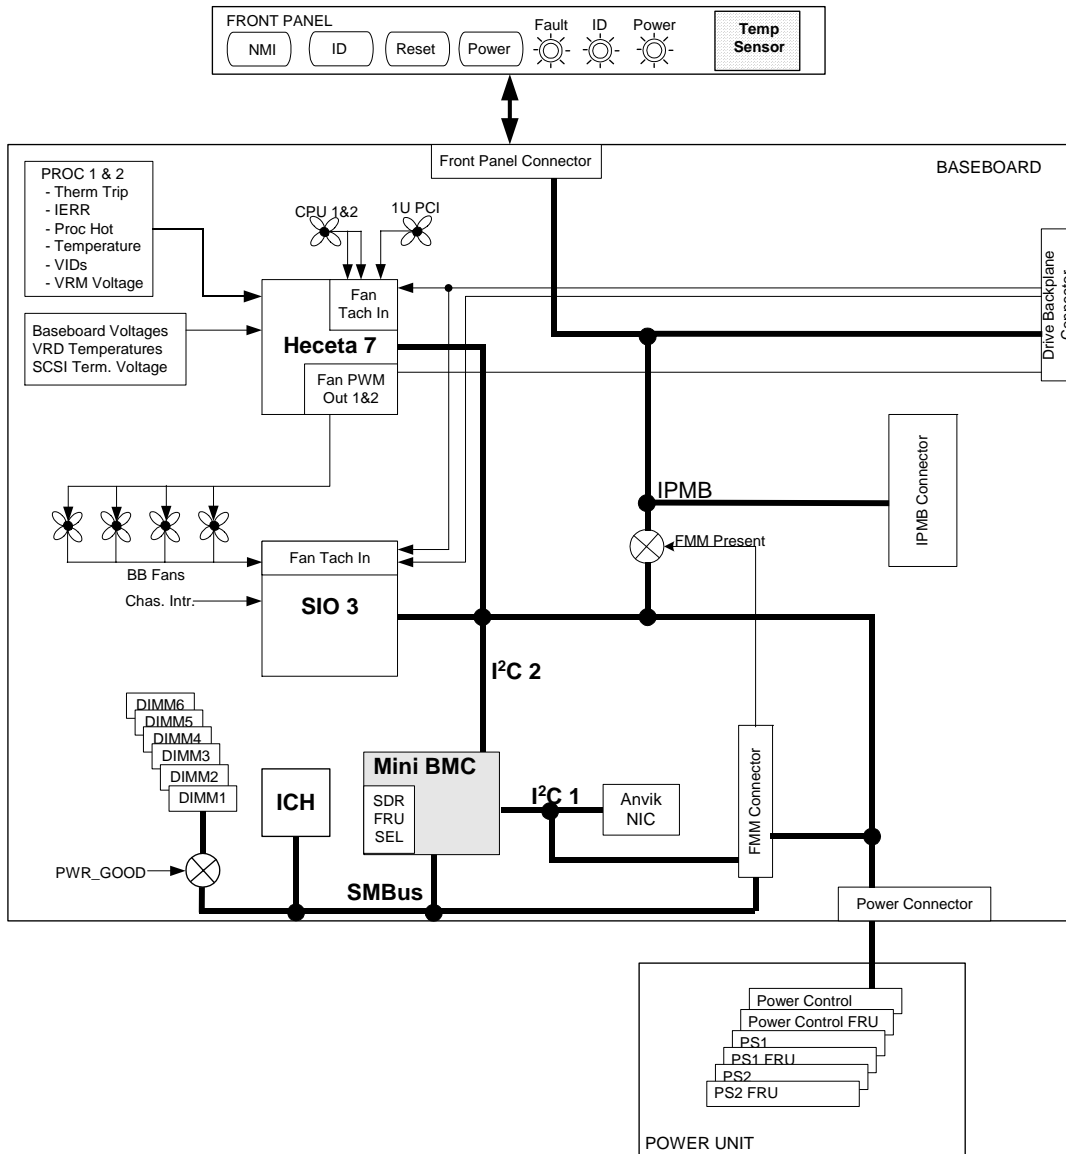 FRONT PANEL
NMI
ID
Reset
Power
Fault
ID
Power
Temp
Sensor
Front Panel Connector
BASEBOARD
PROC 1 & 2
- Therm Trip
- IERR
- Proc Hot
- Temperature
- VIDs
- VRM Voltage
CPU 1&2
1U PCI
Fan
Tach In
Baseboard Voltages
VRD Temperatures
SCSI Term. Voltage
Heceta 7
Fan PWM
Out 1&2
Drive Backplane
Connector
IPMB
IPMB Connector
FMM Present
BB Fans
Fan Tach In
Chas. Intr.
SIO 3
I²C 2
DIMM6
DIMM5
DIMM4
DIMM3
DIMM2
DIMM1
ICH
Mini BMC
SDR
FRU
SEL
I²C 1
Anvik
NIC
FMM Connector
PWR_GOOD
SMBus
Power Connector
Power Control
Power Control FRU
PS1
PS1 FRU
PS2
PS2 FRU
POWER UNIT